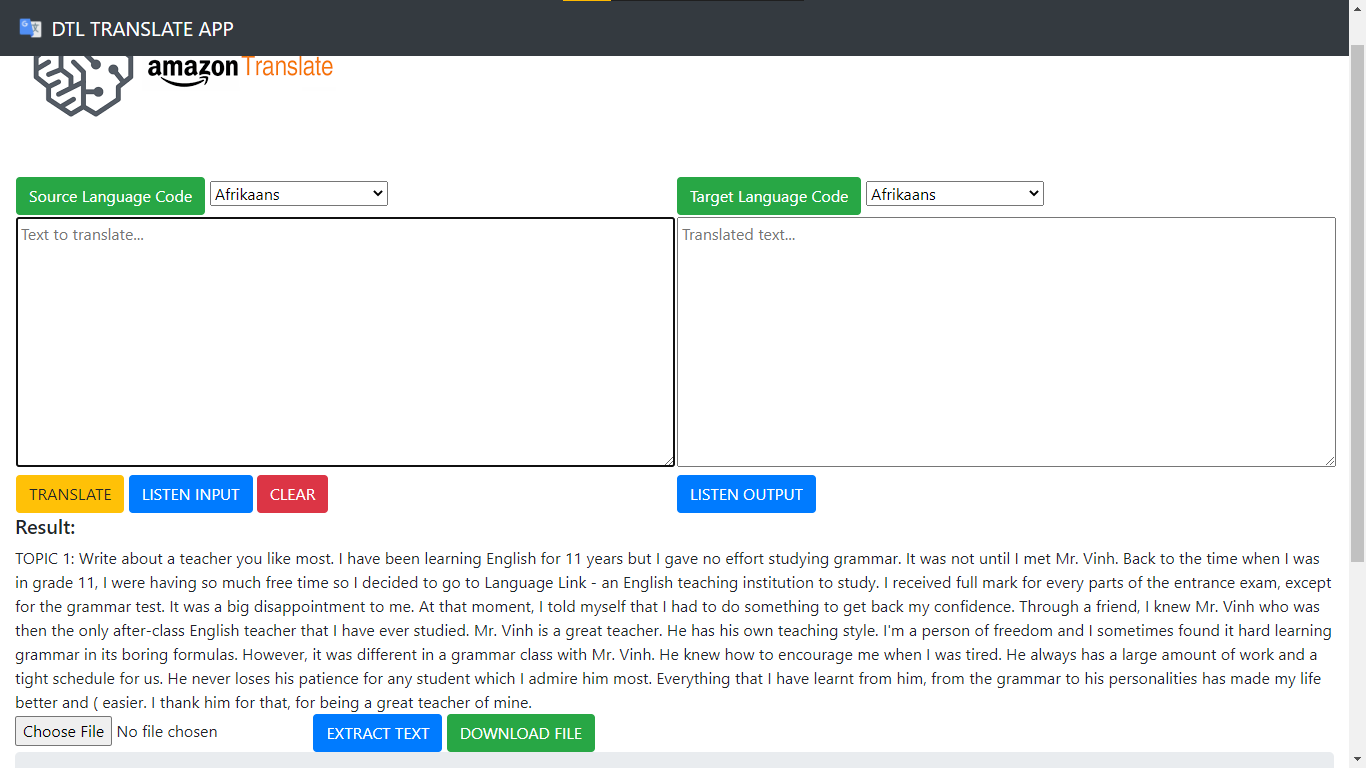 DTL TRANSLATE APP
amazon Translate
Source Language Code Afrikaans Target Language Code Afrikaans
Text to translate... Translated text...
TRANSLATE LISTEN INPUT CLEAR LISTEN OUTPUT
Result:
TOPIC 1: Write about a teacher you like most. I have been learning English for 11 years but I gave no effort studying grammar. It was not until I met Mr. Vinh. Back to the time when I was
in grade 11, I were having so much free time so I decided to go to Language Link - an English teaching institution to study. I received full mark for every parts of the entrance exam, except
for the grammar test. It was a big disappointment to me. At that moment, I told myself that I had to do something to get back my confidence. Through a friend, I knew Mr. Vinh who was
then the only after-class English teacher that I have ever studied. Mr. Vinh is a great teacher. He has his own teaching style. I'm a person of freedom and I sometimes found it hard learning
grammar in its boring formulas. However, it was different in a grammar class with Mr. Vinh. He knew how to encourage me when I was tired. He always has a large amount of work and a
tight schedule for us. He never loses his patience for any student which I admire him most. Everything that I have learnt from him, from the grammar to his personalities has made my life
better and ( easier. I thank him for that, for being a great teacher of mine.
Choose File No file chosen EXTRACT TEXT DOWNLOAD FILE